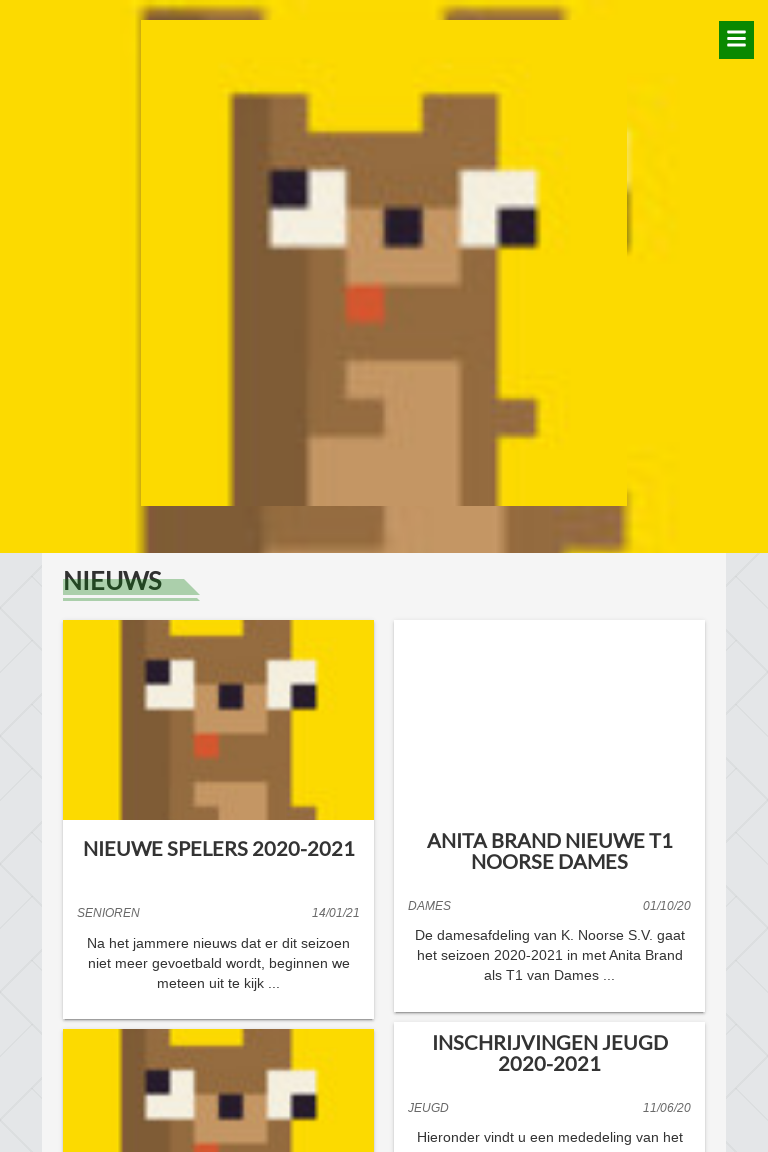 NIEUWS
NIEUWE SPELERS 2020-2021
SENIOREN 14/01/21
Na het jammere nieuws dat er dit seizoen
niet meer gevoetbald wordt, beginnen we
meteen uit te kijk ...
ANITA BRAND NIEUWE T1
NOORSE DAMES
DAMES 01/10/20
De damesafdeling van K. Noorse S.V. gaat
het seizoen 2020-2021 in met Anita Brand
als T1 van Dames ...
INSCHRIJVINGEN JEUGD
2020-2021
JEUGD 11/06/20
Hieronder vindt u een mededeling van het